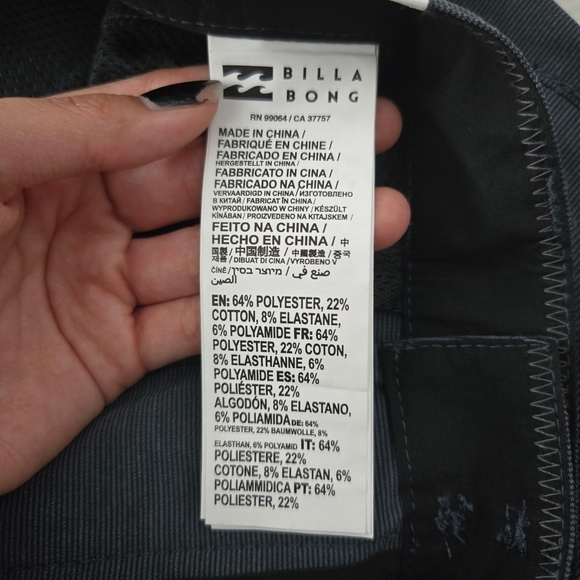 BILLA
BONG
RN 99064 / CA 37757
MADE IN CHINA /
FABRIQUÉ EN CHINE /
FABRICADO EN CHINA /
HERGESTELLT IN CHINA /
FABBRICATO IN CINA /
FABRICADO NA CHINA /
VERVAARDIGD IN CHINA / ИЗГОТОВЛЕНО
В КИТАЙ / FABRICAT ÎN CHINA /
WYPRODUKOWANO W CHINY / KÉSZÜLT
KÍNÁBAN / PROIZVEDENO NA KITAJSKEM /
FEITO NA CHINA /
HECHO EN CHINA / 中
国製 / 中国制造 / 中國製造 / 중국
제품 / DIBUAT DI CINA / VYROBENO V
ČÍNĚ / מיוצר בסין / صنع في
الصين
EN: 64% POLYESTER, 22%
COTTON, 8% ELASTANE,
6% POLYAMIDE FR: 64%
POLYESTER, 22% COTON,
8% ELASTHANNE, 6%
POLYAMIDE ES: 64%
POLIÉSTER, 22%
ALGODÓN, 8% ELASTANO,
6% POLIAMIDA DE: 64%
POLYESTER, 22% BAUMWOLLE, 8%
ELASTHAN, 6% POLYAMID IT: 64%
POLIESTERE, 22%
COTONE, 8% ELASTAN, 6%
POLIAMMIDICA PT: 64%
POLIESTER, 22%